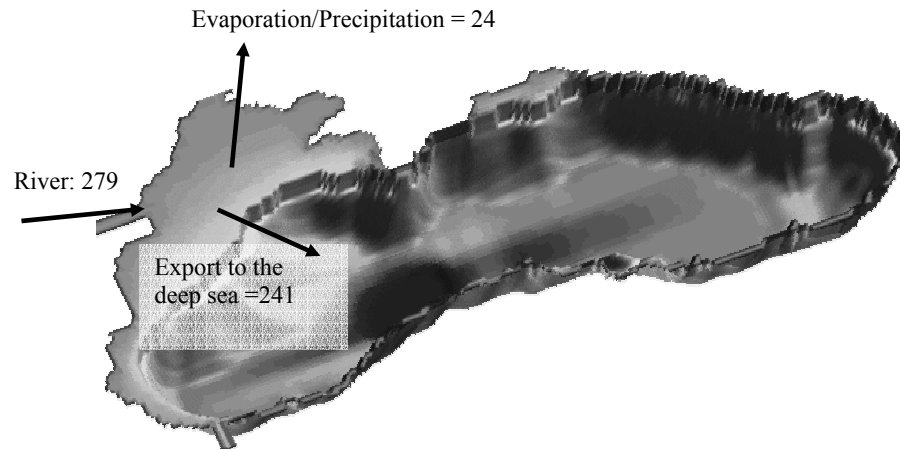 Evaporation/Precipitation = 24
River: 279
Export to the
deep sea =241